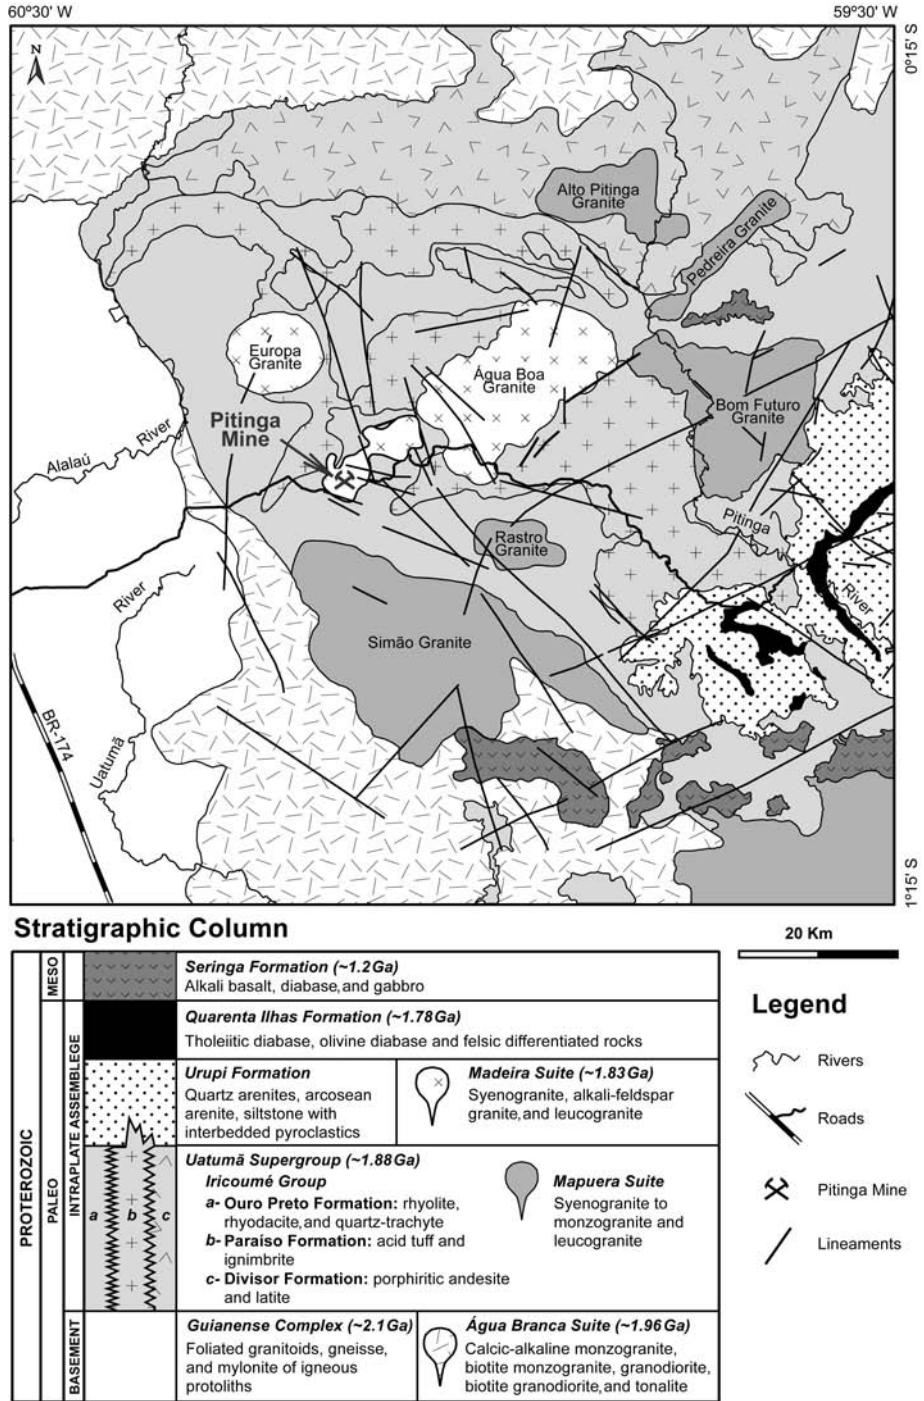 60°30' W
59°30' W
0°15' S
N
Alto Pitinga
Granite
Pedreira Granite
Europa
Granite
Água Boa
Granite
Bom Futuro
Granite
Pitinga
Mine
Alalaú River
Pitinga
River
Rastro
Granite
River
Uatumã
Simão Granite
BR-174
1°15' S
Stratigraphic Column
20 Km
Legend
Rivers
Roads
Pitinga Mine
Lineaments
PROTEROZOIC
MESO
PALEO
INTRAPLATE ASSEMBLEGE
BASEMENT
Seringa Formation (~1.2Ga)
Alkali basalt, diabase, and gabbro
Quarenta Ilhas Formation (~1.78Ga)
Tholeiitic diabase, olivine diabase and felsic differentiated rocks
Urupi Formation
Quartz arenites, arcosean
arenite, siltstone with
interbedded pyroclastics
Madeira Suite (~1.83Ga)
Syenogranite, alkali-feldspar
granite, and leucogranite
a b c
Uatumã Supergroup (~1.88Ga)
Iricoumé Group
a- Ouro Preto Formation: rhyolite,
rhyodacite, and quartz-trachyte
b- Paraíso Formation: acid tuff and
ignimbrite
c- Divisor Formation: porphiritic andesite
and latite
Mapuera Suite
Syenogranite to
monzogranite and
leucogranite
Guianense Complex (~2.1Ga)
Foliated granitoids, gneisse,
and mylonite of igneous
protoliths
Água Branca Suite (~1.96Ga)
Calcic-alkaline monzogranite,
biotite monzogranite, granodiorite,
biotite granodiorite, and tonalite